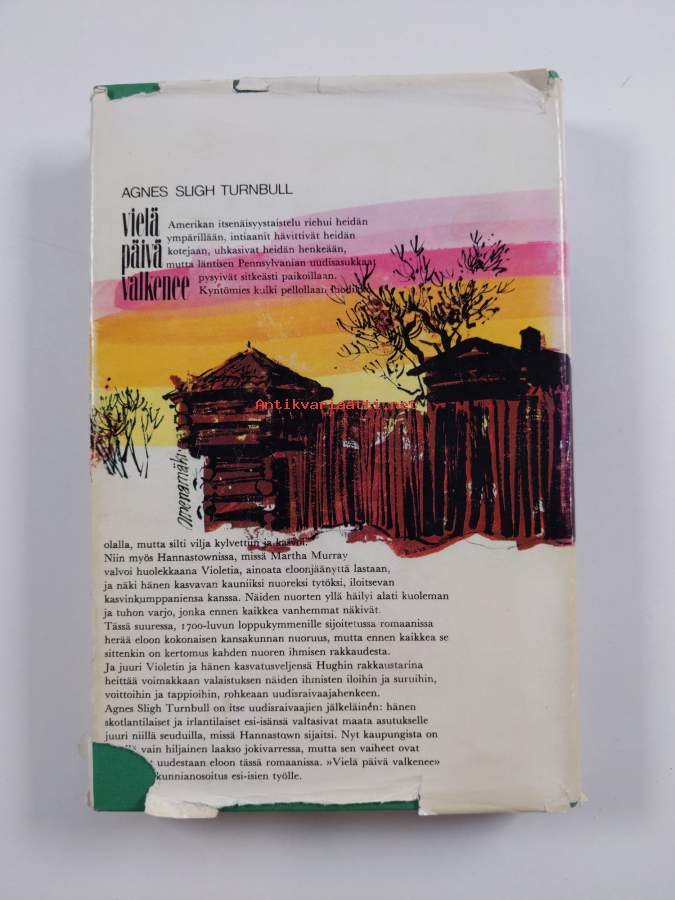 AGNES SLIGH TURNBULL
vielä
päivä
valkenee
Amerikan itsenäisyystaistelu riehui heidän
ympärillään, intiaanit hävittivät heidän
kotejaan, uhkasivat heidän henkeään,
mutta läntisen Pennsylvanian uudisasukkaat
pysyivät sitkeästi paikoillaan.
Kyntömies kulki pellollaan
Antikvariaatti.net
olalla, mutta silti vilja kylvettiin ja kasvoi.
Niin myös Hannastownissa, missä Martha Murray
valvoi huolekkaana Violetia, ainoata eloonjäänyttä lastaan,
ja näki hänen kasvavan kauniiksi nuoreksi tytöksi, iloitsevan
kasvinkumppaniensa kanssa. Näiden nuorten yllä häilyi alati kuoleman
ja tuhon varjo, jonka ennen kaikkea vanhemmat näkivät.
Tässä suuressa, 1700-luvun loppukymmenille sijoitetussa romaanissa
herää eloon kokonaisen kansakunnan nuoruus, mutta ennen kaikkea se
sittenkin on kertomus kahden nuoren ihmisen rakkaudesta.
Ja juuri Violetin ja hänen kasvatusveljensä Hughin rakkaustarina
heittää voimakkaan valaistuksen näiden ihmisten iloihin ja suruihin,
voittoihin ja tappioihin, rohkeaan uudisraivaajahenkeen.
Agnes Sligh Turnbull on itse uudisraivaajien jälkeläinen: hänen
skotlantilaiset ja irlantilaiset esi-isänsä valtasivat maata asutukselle
juuri niillä seuduilla, missä Hannastown sijaitsi. Nyt kaupungista on
vain hiljainen laakso jokivarressa, mutta sen vaiheet ovat
uudestaan eloon tässä romaanissa. »Vielä päivä valkenee»
kunnianosoitus esi-isien työlle.